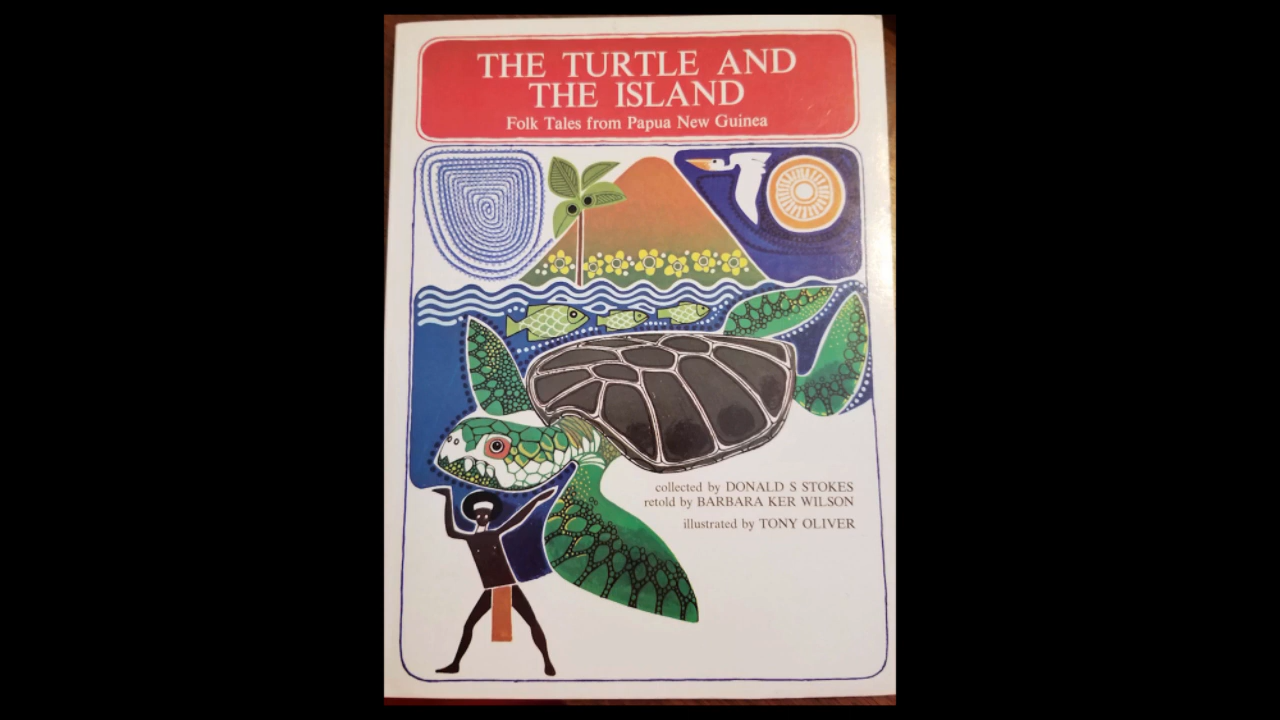 THE TURTLE AND
THE ISLAND
Folk Tales from Papua New Guinea
collected by DONALD S STOKES
retold by BARBARA KER WILSON
illustrated by TONY OLIVER